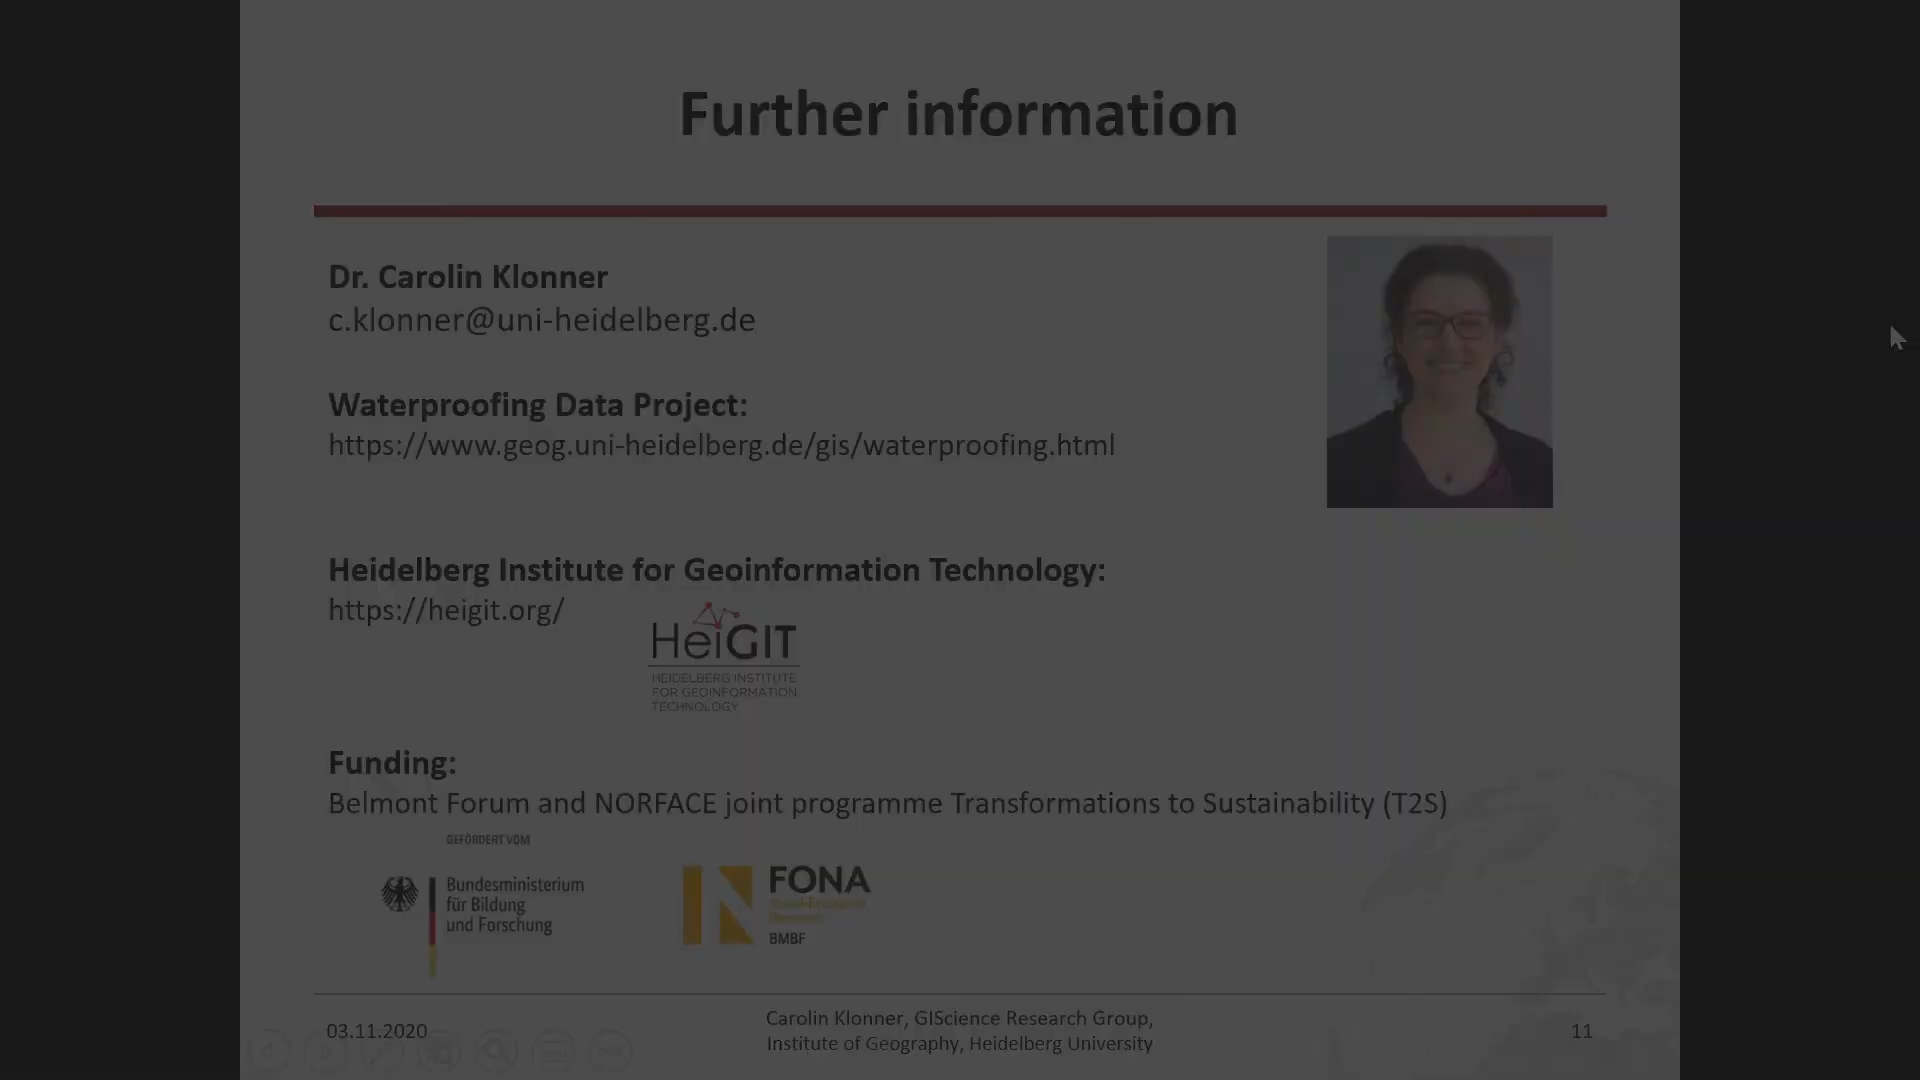 Further information
Dr. Carolin Klonner
c.klonner@uni-heidelberg.de
Waterproofing Data Project:
https://www.geog.uni-heidelberg.de/gis/waterproofing.html
Heidelberg Institute for Geoinformation Technology:
https://heigit.org/
HeiGIT
HEIDELBERG INSTITUTE
FOR GEOINFORMATION
TECHNOLOGY
Funding:
Belmont Forum and NORFACE joint programme Transformations to Sustainability (T2S)
GEFÖRDERT VOM
Bundesministerium
für Bildung
und Forschung
FONA
Social-Ecological
Research
BMBF
03.11.2020
Carolin Klonner, GIScience Research Group,
Institute of Geography, Heidelberg University
11